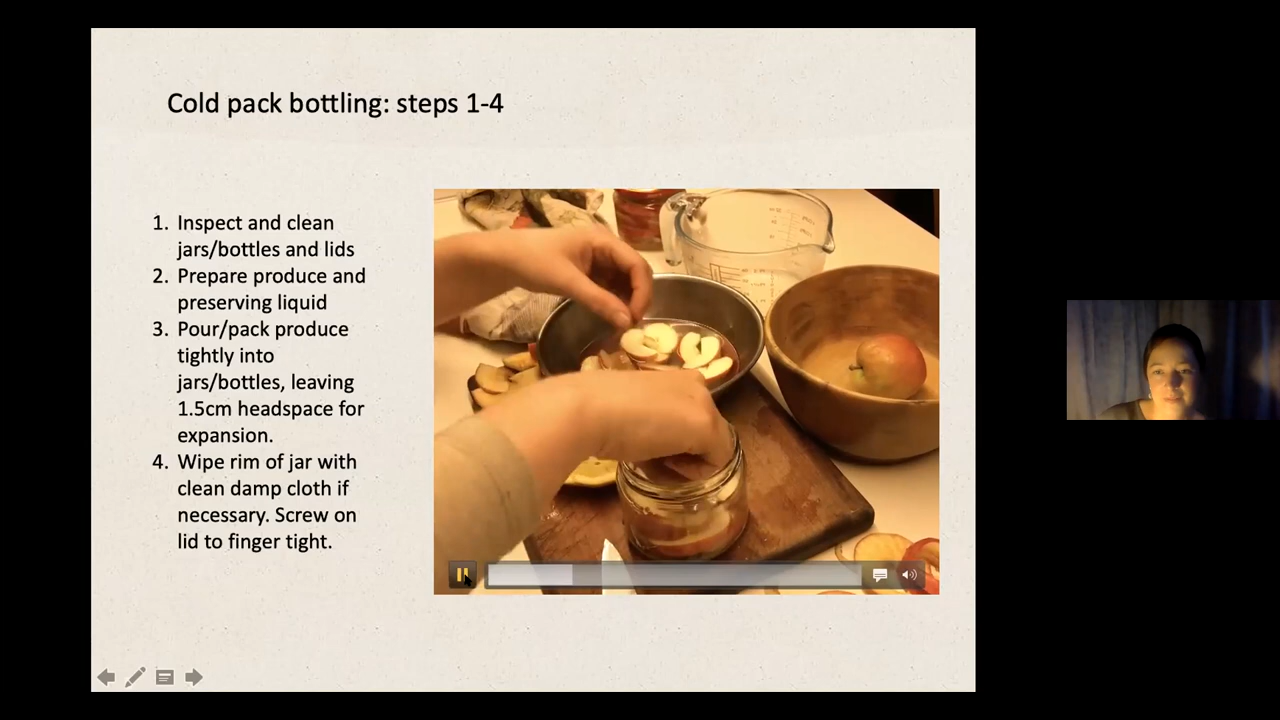 Cold pack bottling: steps 1-4
1. Inspect and clean
jars/bottles and lids
2. Prepare produce and
preserving liquid
3. Pour/pack produce
tightly into
jars/bottles, leaving
1.5cm headspace for
expansion.
4. Wipe rim of jar with
clean damp cloth if
necessary. Screw on
lid to finger tight.